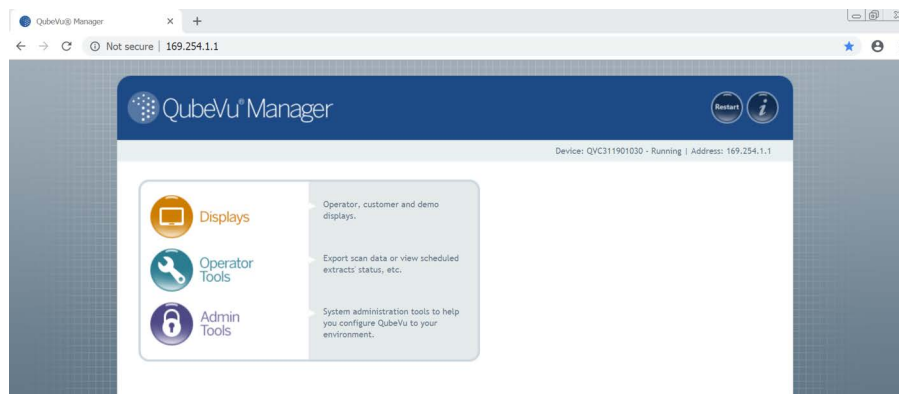 QubeVu® Manager
Not secure | 169.254.1.1
QubeVu® Manager
Restart
i
Device: QVC311901030 - Running | Address: 169.254.1.1
Displays
Operator, customer and demo
displays.
Operator
Tools
Export scan data or view scheduled
extracts' status, etc.
Admin
Tools
System administration tools to help
you configure QubeVu to your
environment.